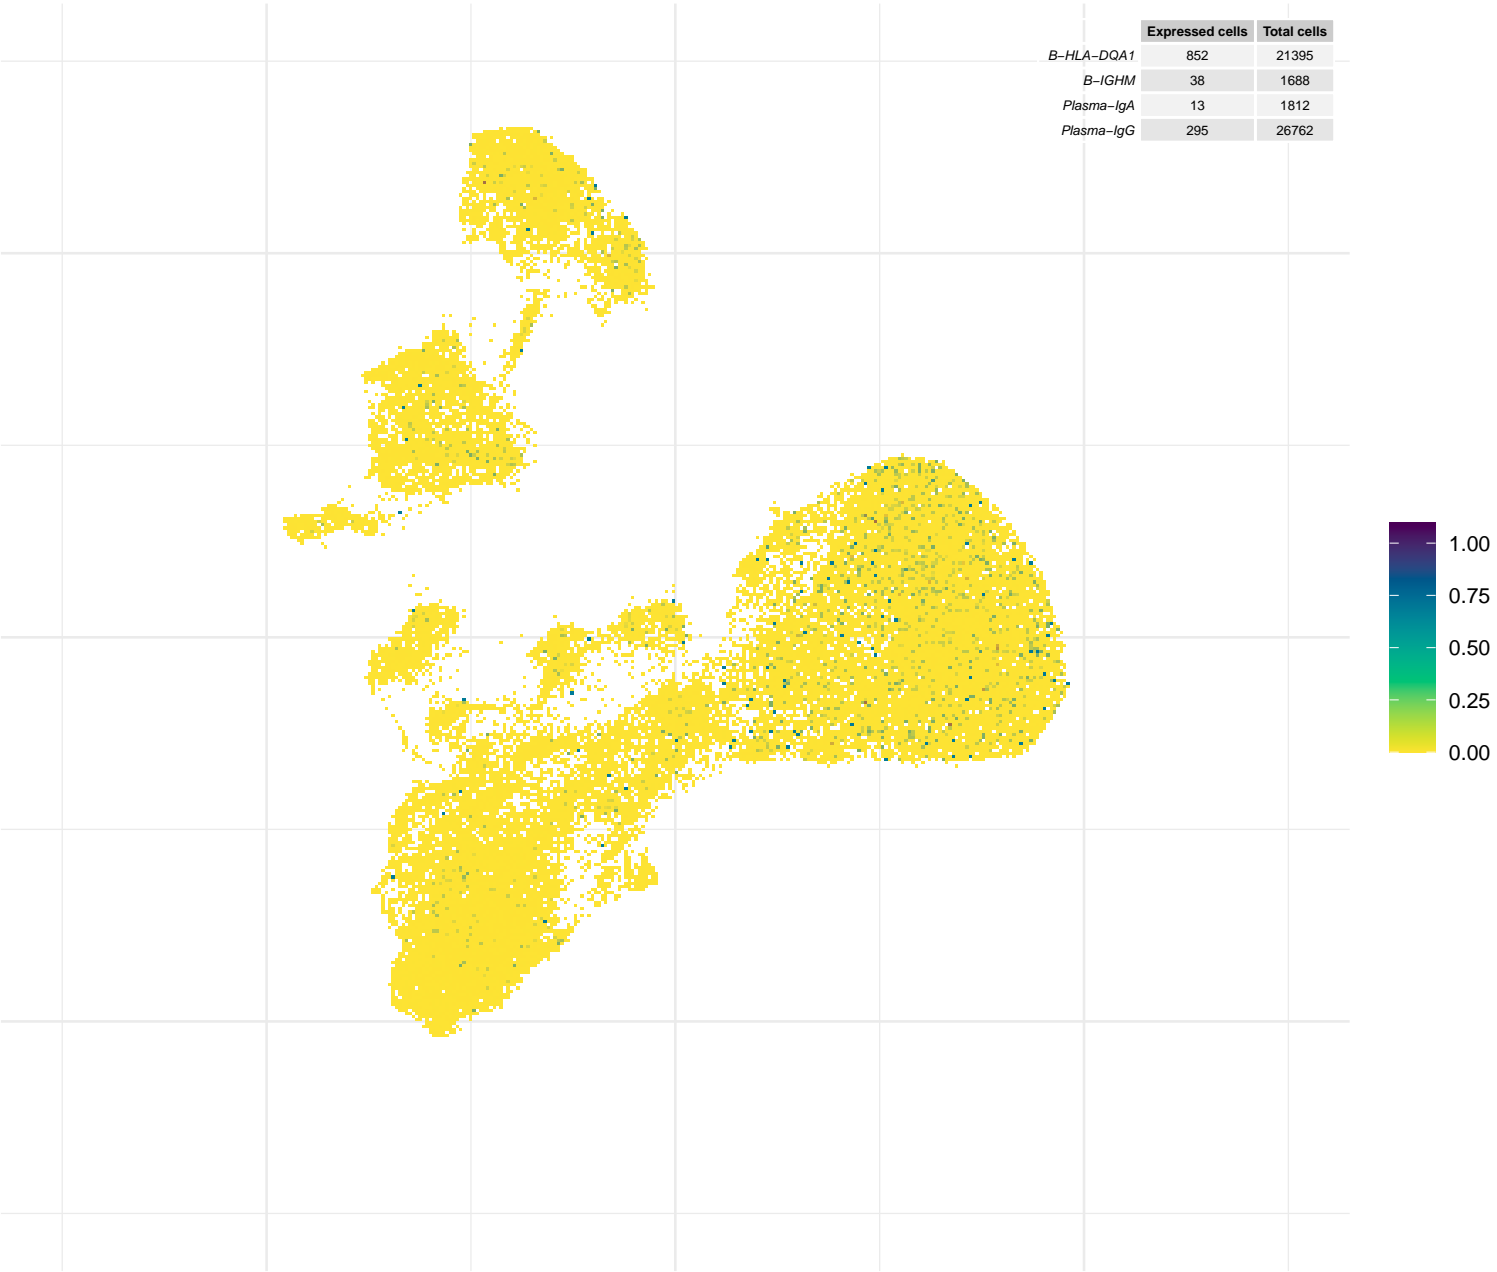 Expressed cells Total cells
B−HLA−DQA1 852 21395
B−IGHM 38 1688
Plasma−IgA 13 1812
Plasma−IgG 295 26762
1.00
0.75
0.50
0.25
0.00